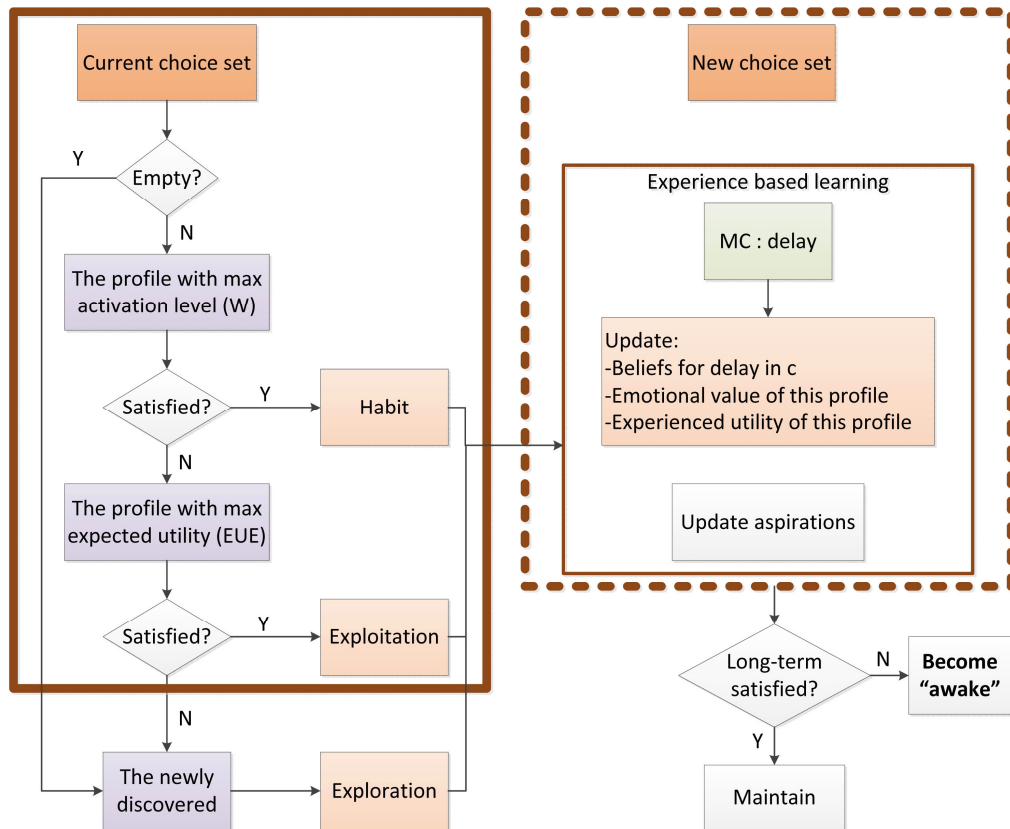 Current choice set
Empty?
Y
N
The profile with max
activation level (W)
Satisfied?
Y
Habit
N
The profile with max
expected utility (EUE)
Satisfied?
Y
Exploitation
N
The newly
discovered
Exploration
New choice set
Experience based learning
MC : delay
Update:
-Beliefs for delay in c
-Emotional value of this profile
-Experienced utility of this profile
Update aspirations
Long-term
satisfied?
N
Become
“awake”
Y
Maintain